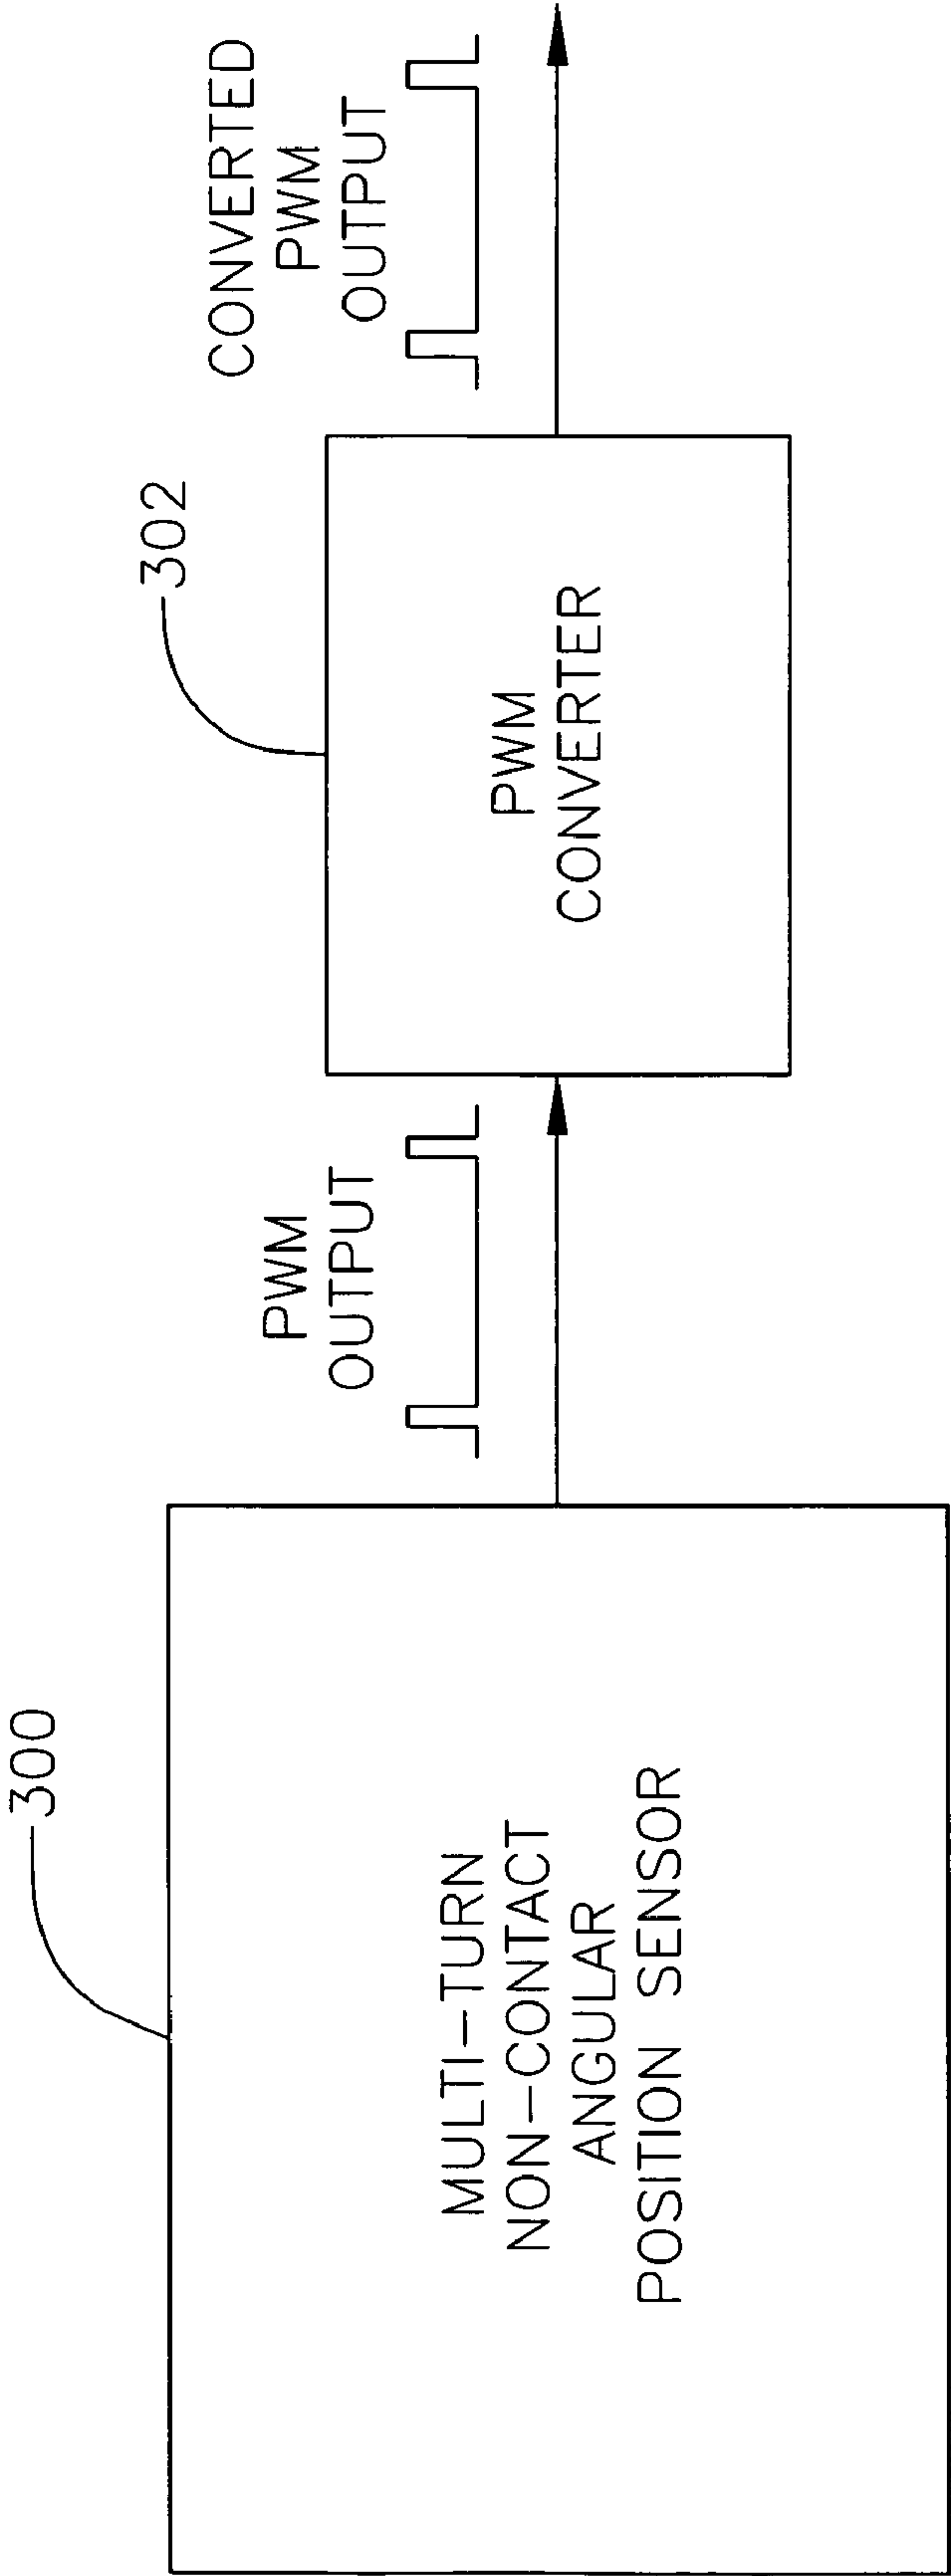 300
MULTI-TURN
NON-CONTACT
ANGULAR
POSITION SENSOR
PWM
OUTPUT
302
PWM
CONVERTER
CONVERTED
PWM
OUTPUT